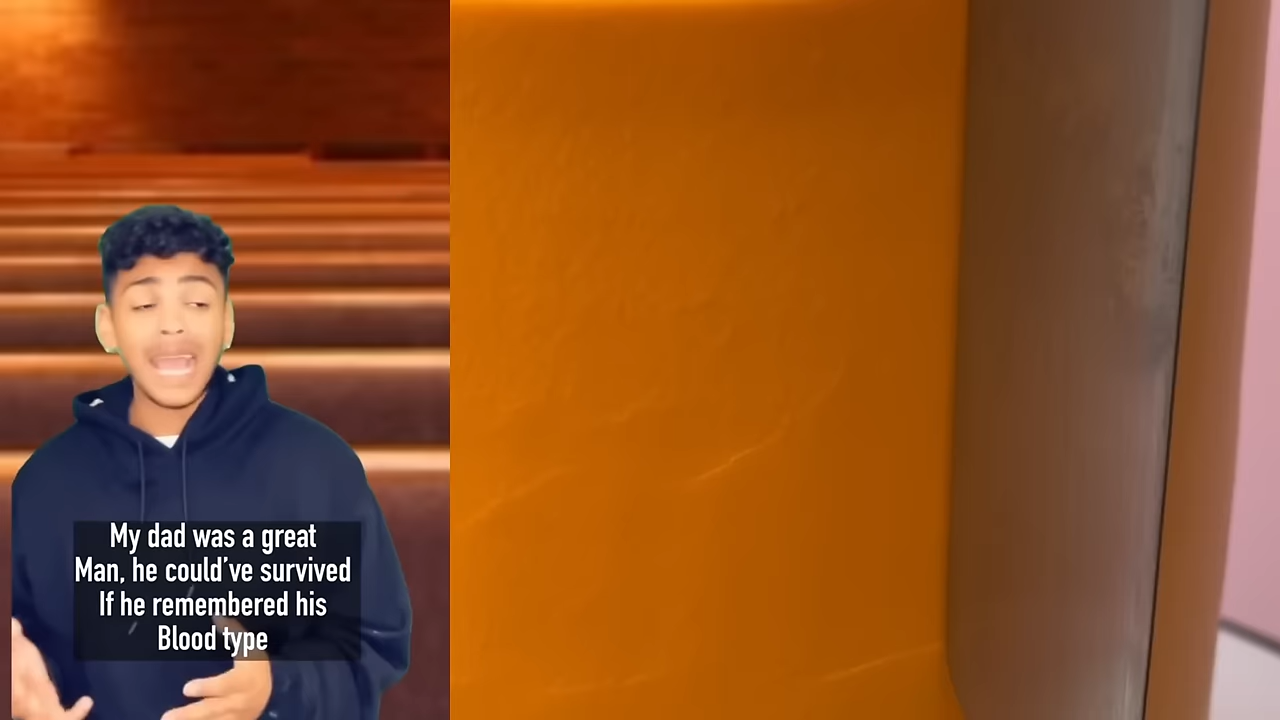 My dad was a great
Man, he could've survived
If he remembered his
Blood type